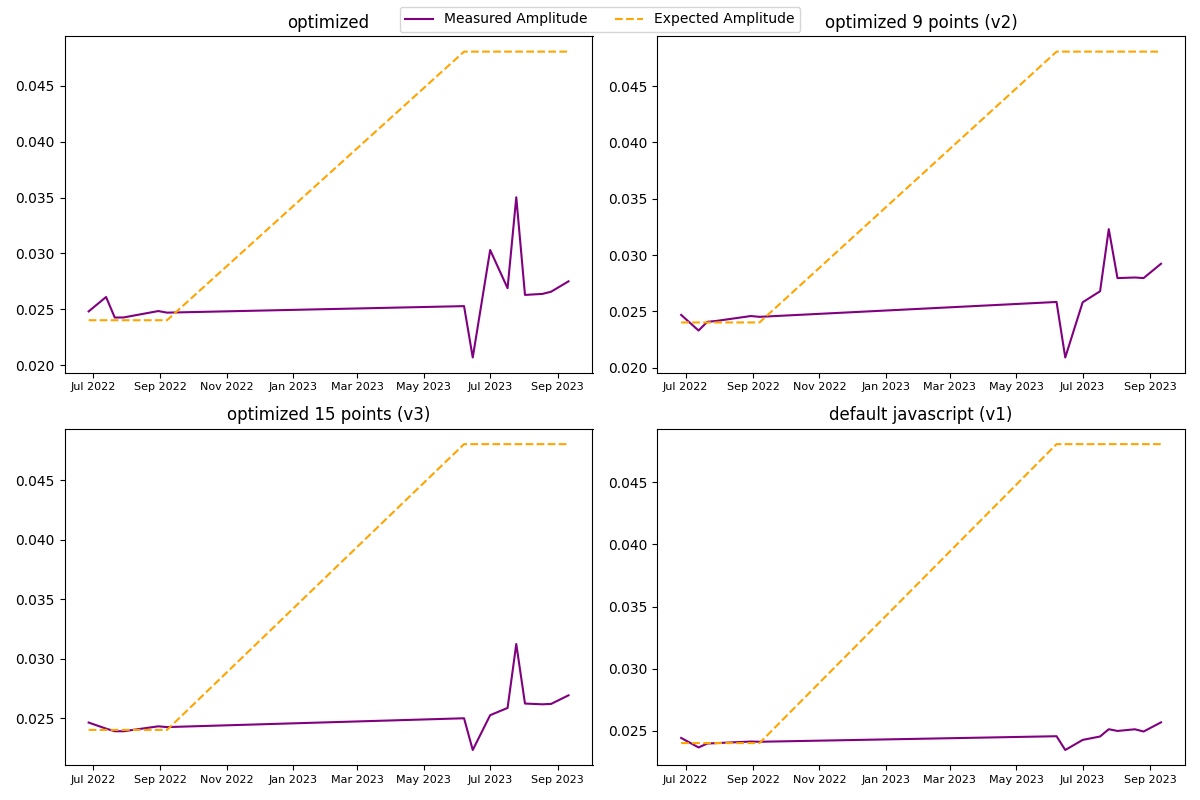 Measured Amplitude
Expected Amplitude
optimized
0.045
0.040
0.035
0.030
0.025
0.020
Jul 2022 Sep 2022 Nov 2022 Jan 2023 Mar 2023 May 2023 Jul 2023 Sep 2023
optimized 9 points (v2)
0.045
0.040
0.035
0.030
0.025
0.020
Jul 2022 Sep 2022 Nov 2022 Jan 2023 Mar 2023 May 2023 Jul 2023 Sep 2023
optimized 15 points (v3)
0.045
0.040
0.035
0.030
0.025
Jul 2022 Sep 2022 Nov 2022 Jan 2023 Mar 2023 May 2023 Jul 2023 Sep 2023
default javascript (v1)
0.045
0.040
0.035
0.030
0.025
Jul 2022 Sep 2022 Nov 2022 Jan 2023 Mar 2023 May 2023 Jul 2023 Sep 2023